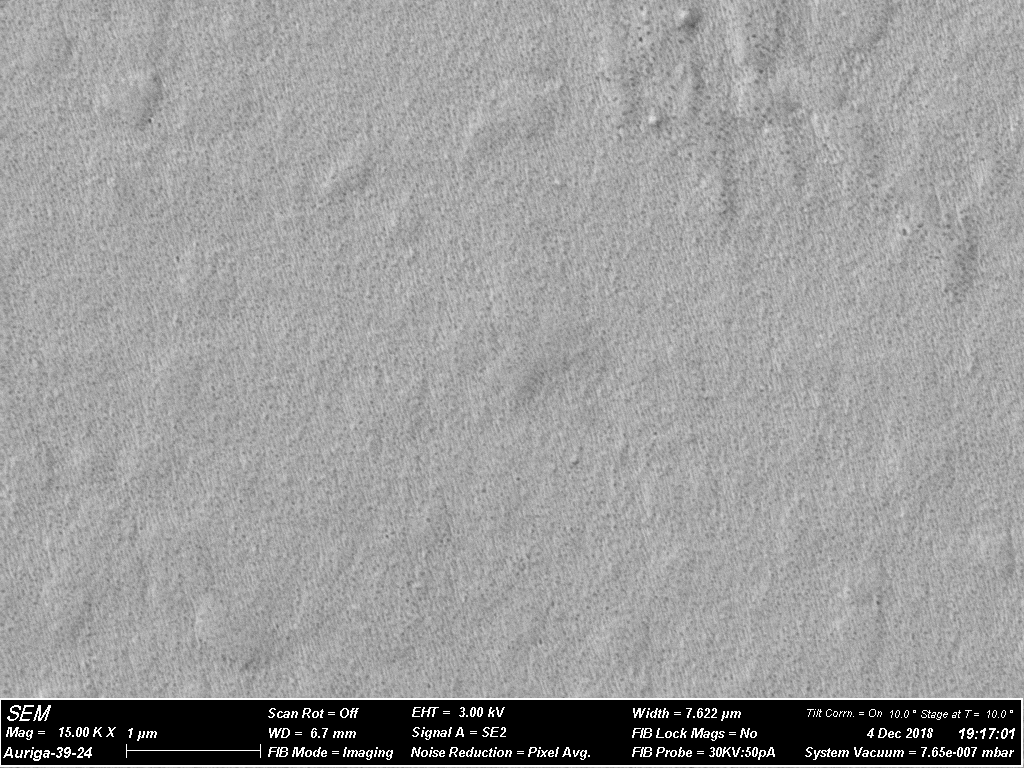 SEM
Mag = 15.00 K X 1 µm
Auriga-39-24
Scan Rot = Off
WD = 6.7 mm
FIB Mode = Imaging
EHT = 3.00 kV
Signal A = SE2
Noise Reduction = Pixel Avg.
Width = 7.622 µm
FIB Lock Mags = No
FIB Probe = 30KV:50pA
Tilt Corrn. = On 10.0 ° Stage at T = 10.0 °
4 Dec 2018 19:17:01
System Vacuum = 7.65e-007 mbar